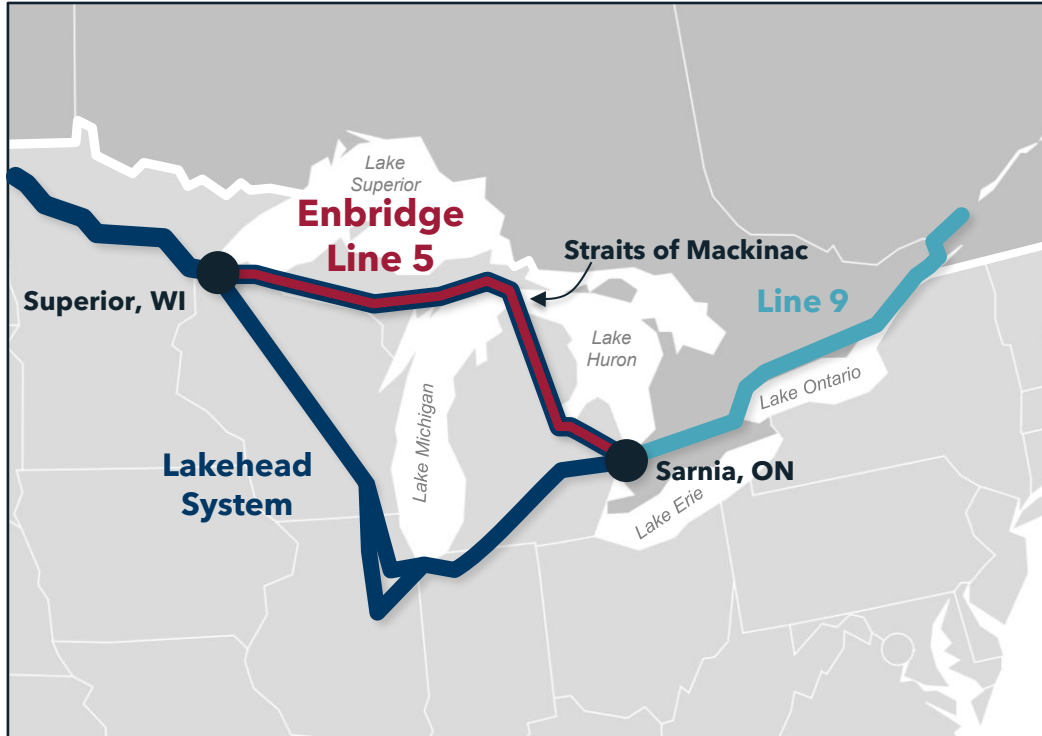 Lake
Superior
Enbridge
Line 5
Straits of Mackinac
Superior, WI
Line 9
Lake
Huron
Lake Ontario
Lake Michigan
Lakehead
System
Sarnia, ON
Lake Erie